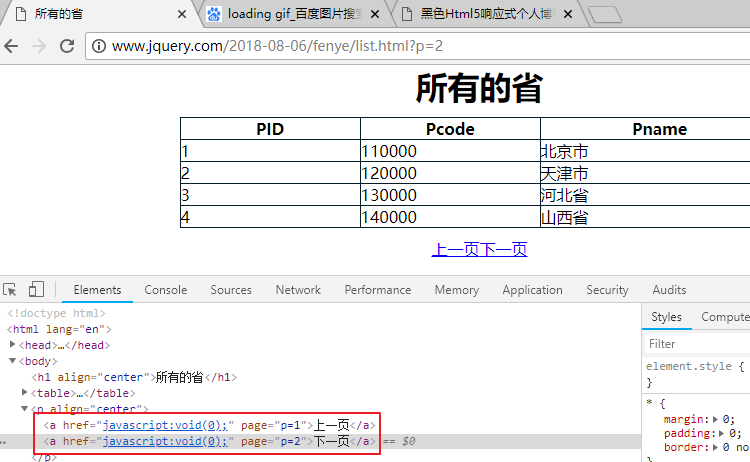 所有的省 loading gif_百度图片搜索 黑色Html5响应式个人博
www.jquery.com/2018-08-06/fenye/list.html?p=2
所有的省
PID Pcode Pname
1 110000 北京市
2 120000 天津市
3 130000 河北省
4 140000 山西省
上一页下一页
Elements Console Sources Network Performance Memory Application Security Audits
<!doctype html>
<html lang="en">
<head>…</head>
<body>
<h1 align="center">所有的省</h1>
<table>…</table>
<p align="center">
<a href="javascript:void(0);" page="p=1">上一页</a>
<a href="javascript:void(0);" page="p=2">下一页</a> == $0
</p>
Styles Compute
Filter
element.style {
}
* {
margin: 0;
padding: 0;
border: 0 no